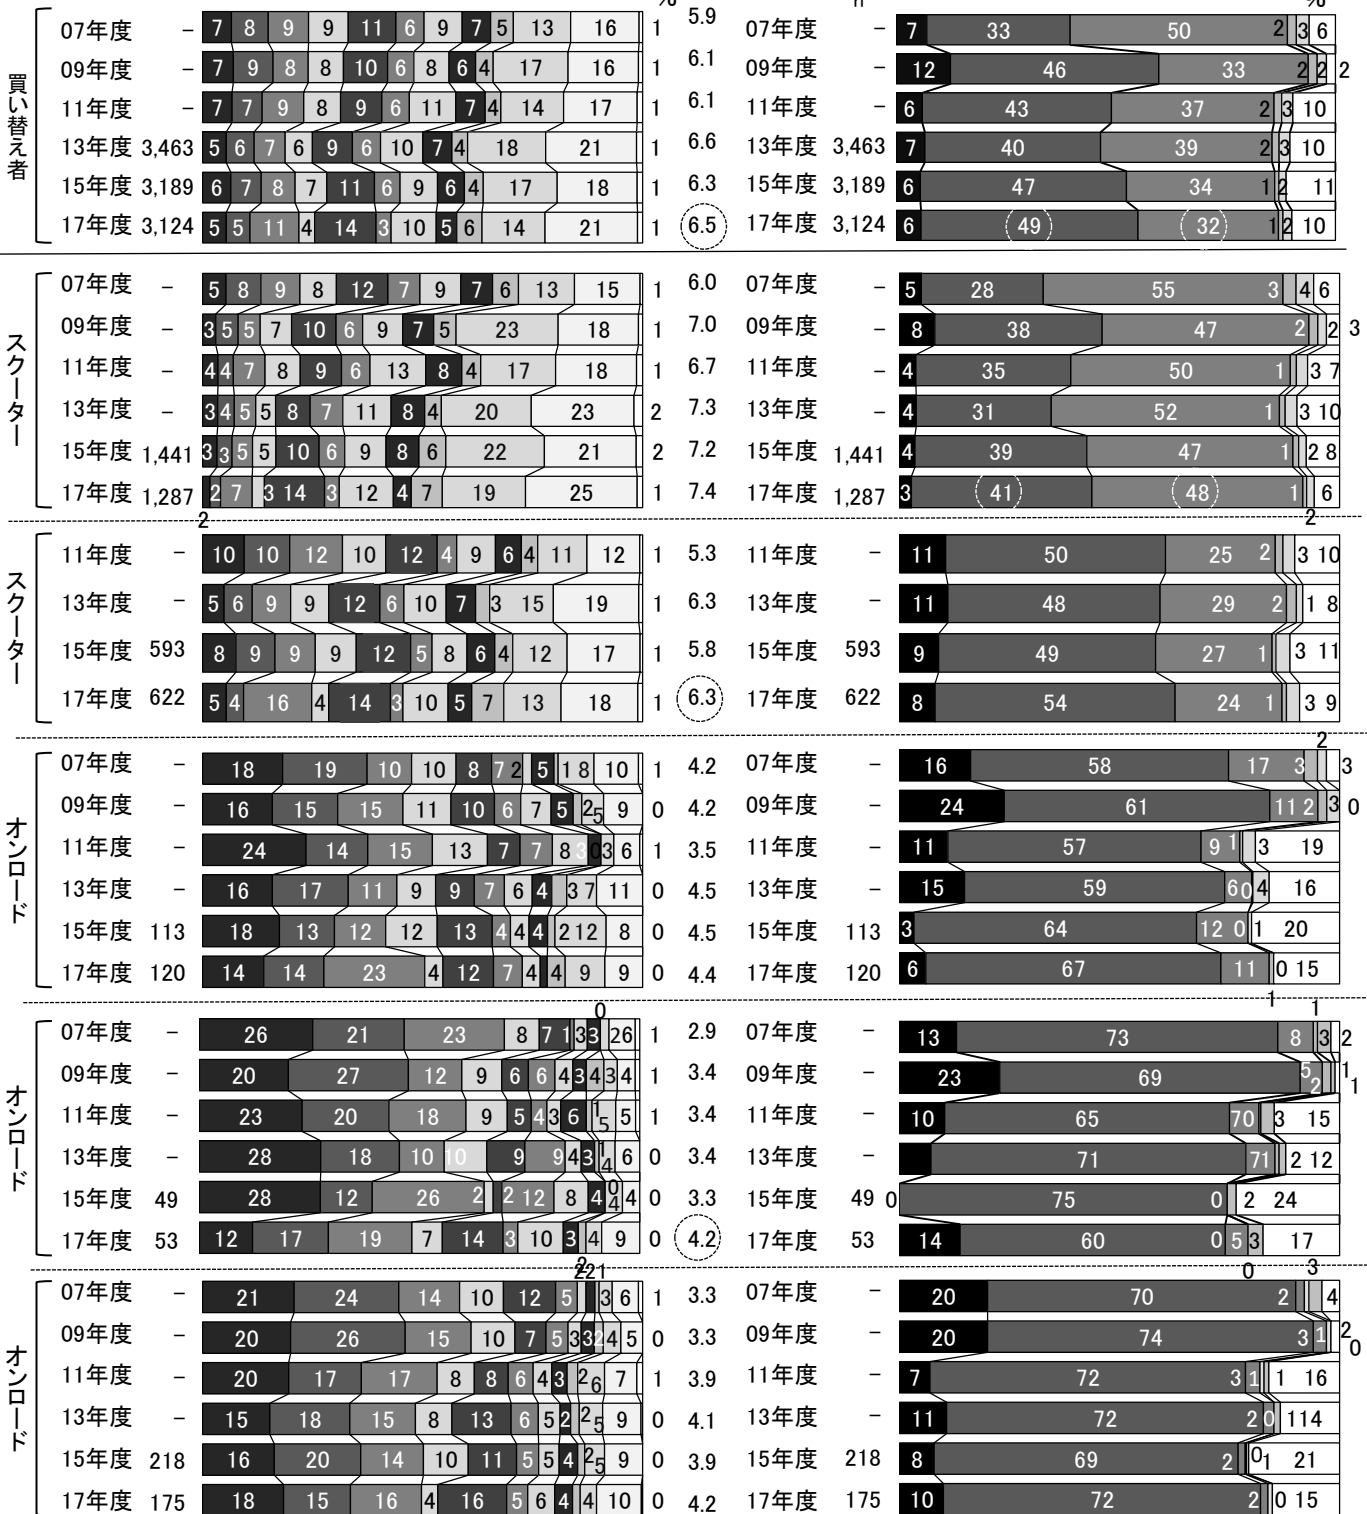 % n %
買い替え者
07年度 – 7 8 9 9 11 6 9 7 5 13 16 1 5.9 07年度 – 7 33 50 2 3 6
09年度 – 7 9 8 8 10 6 8 6 4 17 16 1 6.1 09年度 – 12 46 33 2 2 2
11年度 – 7 7 9 8 9 6 11 7 4 14 17 1 6.1 11年度 – 6 43 37 2 3 10
13年度 3,463 5 6 7 6 9 6 10 7 4 18 21 1 6.6 13年度 3,463 7 40 39 2 3 10
15年度 3,189 6 7 8 7 11 6 9 6 4 17 18 1 6.3 15年度 3,189 6 47 34 1 2 11
17年度 3,124 5 5 11 4 14 3 10 5 6 14 21 1 6.5 17年度 3,124 6 49 32 1 2 10
スクーター
07年度 – 5 8 9 8 12 7 9 7 6 13 15 1 6.0 07年度 – 5 28 55 3 4 6
09年度 – 3 5 5 7 10 6 9 7 5 23 18 1 7.0 09年度 – 8 38 47 2 2 3
11年度 – 4 4 7 8 9 6 13 8 4 17 18 1 6.7 11年度 – 4 35 50 1 3 7
13年度 – 3 4 5 5 8 7 11 8 4 20 23 2 7.3 13年度 – 4 31 52 1 3 10
15年度 1,441 3 3 5 5 10 6 9 8 6 22 21 2 7.2 15年度 1,441 4 39 47 1 2 8
17年度 1,287 2 2 7 3 14 3 12 4 7 19 25 1 7.4 17年度 1,287 3 41 48 1 2 6
スクーター
11年度 – 10 10 12 10 12 4 9 6 4 11 12 1 5.3 11年度 – 11 50 25 2 3 10
13年度 – 5 6 9 9 12 6 10 7 3 15 19 1 6.3 13年度 – 11 48 29 2 1 8
15年度 593 8 9 9 9 12 5 8 6 4 12 17 1 5.8 15年度 593 9 49 27 1 3 11
17年度 622 5 4 16 4 14 3 10 5 7 13 18 1 6.3 17年度 622 8 54 24 1 3 9
オンロード
07年度 – 18 19 10 10 8 7 2 5 1 8 10 1 4.2 07年度 – 16 58 17 3 2 3
09年度 – 16 15 15 11 10 6 7 5 2 5 9 0 4.2 09年度 – 24 61 11 2 3 0
11年度 – 24 14 15 13 7 7 8 3 0 3 6 1 3.5 11年度 – 11 57 9 1 3 19
13年度 – 16 17 11 9 9 7 6 4 3 7 11 0 4.5 13年度 – 15 59 6 0 4 16
15年度 113 18 13 12 12 13 4 4 4 2 12 8 0 4.5 15年度 113 3 64 12 0 1 20
17年度 120 14 14 23 4 12 7 4 4 9 9 0 4.4 17年度 120 6 67 11 1 0 15
オンロード
07年度 – 26 21 23 8 7 1 3 3 0 2 6 1 2.9 07年度 – 13 73 8 1 3 2
09年度 – 20 27 12 9 6 6 4 3 4 3 4 1 3.4 09年度 – 23 69 5 2 1 1
11年度 – 23 20 18 9 5 4 3 6 1 5 5 1 3.4 11年度 – 10 65 7 0 3 15
13年度 – 28 18 10 10 9 9 4 3 1 4 6 0 3.4 13年度 – 71 7 1 2 12
15年度 49 28 12 26 2 2 12 8 4 0 4 4 0 3.3 15年度 49 0 75 0 2 24
17年度 53 12 17 19 7 14 3 10 3 2 4 9 0 4.2 17年度 53 14 60 0 5 3 17
オンロード
07年度 – 21 24 14 10 12 5 2 2 1 3 6 1 3.3 07年度 – 20 70 2 0 3 4
09年度 – 20 26 15 10 7 5 3 3 2 4 5 0 3.3 09年度 – 20 74 3 1 2 0
11年度 – 20 17 17 8 8 6 4 3 2 6 7 1 3.9 11年度 – 7 72 3 1 1 16
13年度 – 15 18 15 8 13 6 5 2 2 5 9 0 4.1 13年度 – 11 72 2 0 1 14
15年度 218 16 20 14 10 11 5 5 4 2 5 9 0 3.9 15年度 218 8 69 2 0 1 21
17年度 175 18 15 16 4 16 5 6 4 4 10 0 4.2 17年度 175 10 72 2 0 15